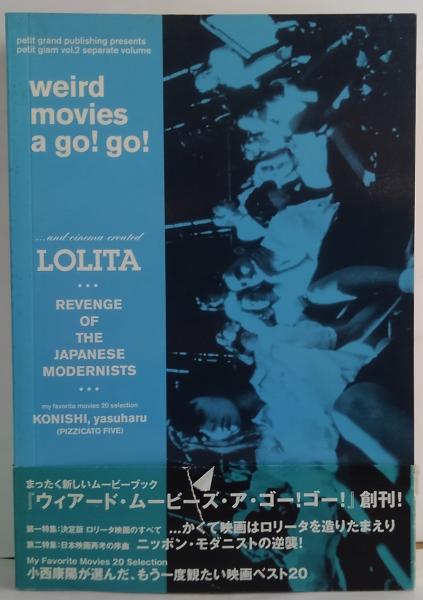 petit grand publishing presents
petit glam vol.2 separate volume
weird
movies
a go! go!
...and cinema created
LOLITA
•••
REVENGE
OF
THE
JAPANESE
MODERNISTS
•••
my favorite movies 20 selection
KONISHI, yasuharu
(PIZZICATO FIVE)
まったく新しいムービーブック
『ウィアード・ムービーズ・ア・ゴー!ゴー!』創刊!
第一特集:決定版 ロリータ映画のすべて ...かくて映画はロリータを造りたまえり
第二特集:日本映画再考の序曲 ニッポン・モダニストの逆襲!
My Favorite Movies 20 Selection
小西康陽が選んだ、もう一度観たい映画ベスト20